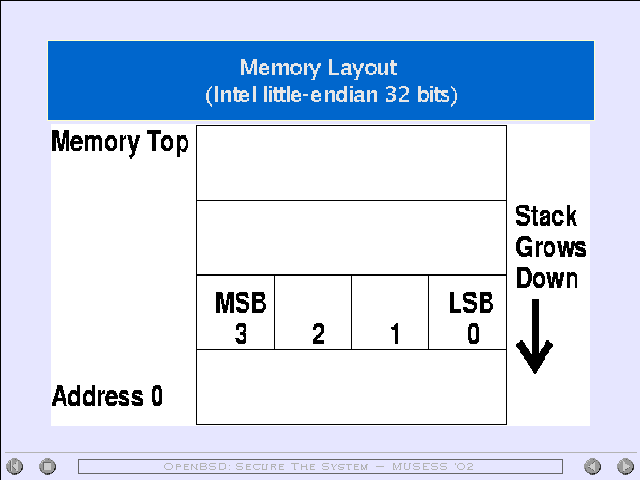 Memory Layout
(Intel little-endian 32 bits)
Memory Top
Stack
Grows
Down
MSB LSB
3 2 1 0
Address 0
OpenBSD: Secure The System – MUSESS '02